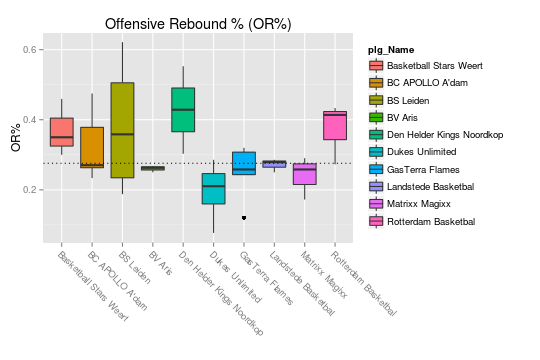 Offensive Rebound % (OR%)
OR%
0.6
0.4
0.2
Basketball Stars Weert
BC APOLLO A'dam
BS Leiden
BV Aris
Den Helder Kings Noordkop
Dukes Unlimited
GasTerra Flames
Landstede Basketbal
Matrixx Magixx
Rotterdam Basketbal
plg_Name
Basketball Stars Weert
BC APOLLO A'dam
BS Leiden
BV Aris
Den Helder Kings Noordkop
Dukes Unlimited
GasTerra Flames
Landstede Basketbal
Matrixx Magixx
Rotterdam Basketbal